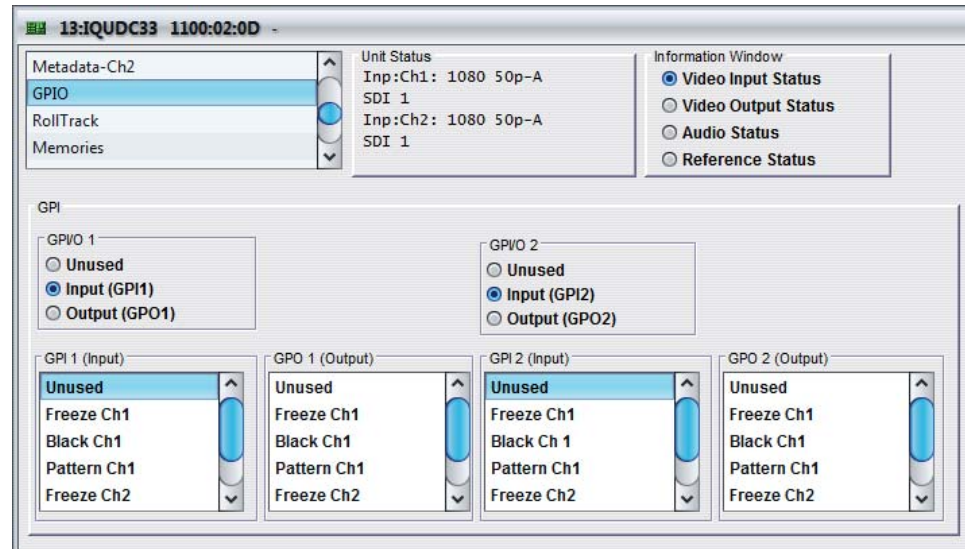 13:IQUDC33 1100:02:0D -
Metadata-Ch2
GPIO
RollTrack
Memories
Unit Status
Inp:Ch1: 1080 50p-A
SDI 1
Inp:Ch2: 1080 50p-A
SDI 1
Information Window
Video Input Status
Video Output Status
Audio Status
Reference Status
GPI
GPI/O 1
Unused
Input (GPI1)
Output (GPO1)
GPI/O 2
Unused
Input (GPI2)
Output (GPO2)
GPI 1 (Input)
Unused
Freeze Ch1
Black Ch1
Pattern Ch1
Freeze Ch2
GPO 1 (Output)
Unused
Freeze Ch1
Black Ch1
Pattern Ch1
Freeze Ch2
GPI 2 (Input)
Unused
Freeze Ch1
Black Ch 1
Pattern Ch1
Freeze Ch2
GPO 2 (Output)
Unused
Freeze Ch1
Black Ch1
Pattern Ch1
Freeze Ch2